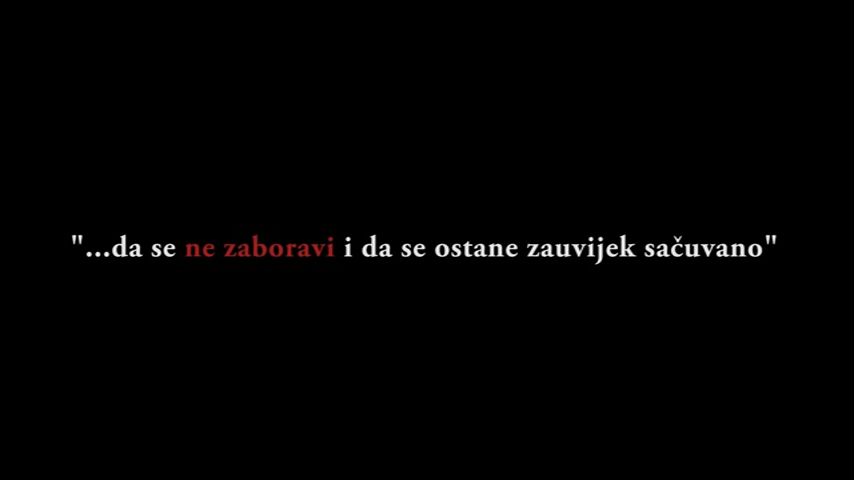 "...da se ne zaboravi i da se ostane zauvijek sačuvano"